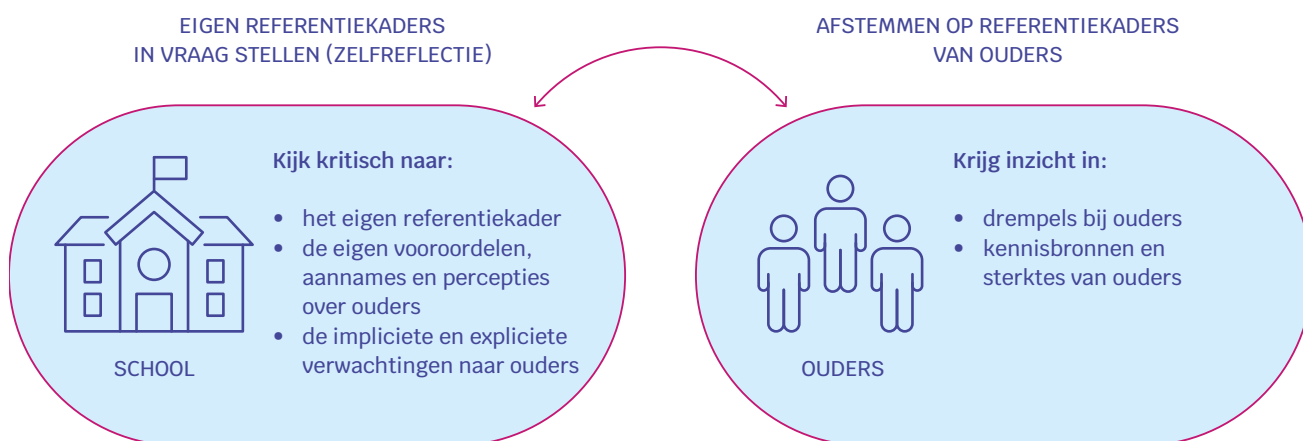 EIGEN REFERENTIEKADERS
IN VRAAG STELLEN (ZELFREFLECTIE)
Kijk kritisch naar:
• het eigen referentiekader
• de eigen vooroordelen,
aannames en percepties
over ouders
• de impliciete en expliciete
verwachtingen naar ouders
SCHOOL
AFSTEMMEN OP REFERENTIEKADERS
VAN OUDERS
Krijg inzicht in:
• drempels bij ouders
• kennisbronnen en
sterktes van ouders
OUDERS